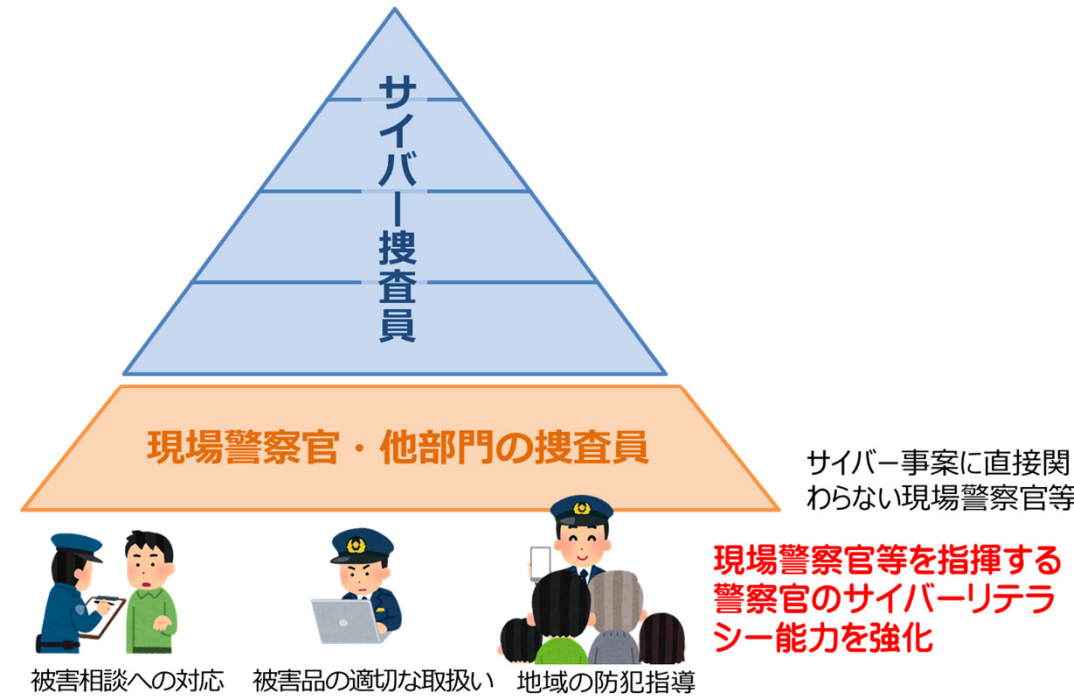 サイバー捜査員
現場警察官・他部門の捜査員
サイバー事案に直接関
わらない現場警察官等
現場警察官等を指揮する
警察官のサイバーリテラ
シー能力を強化
被害相談への対応
被害品の適切な取扱い
地域の防犯指導